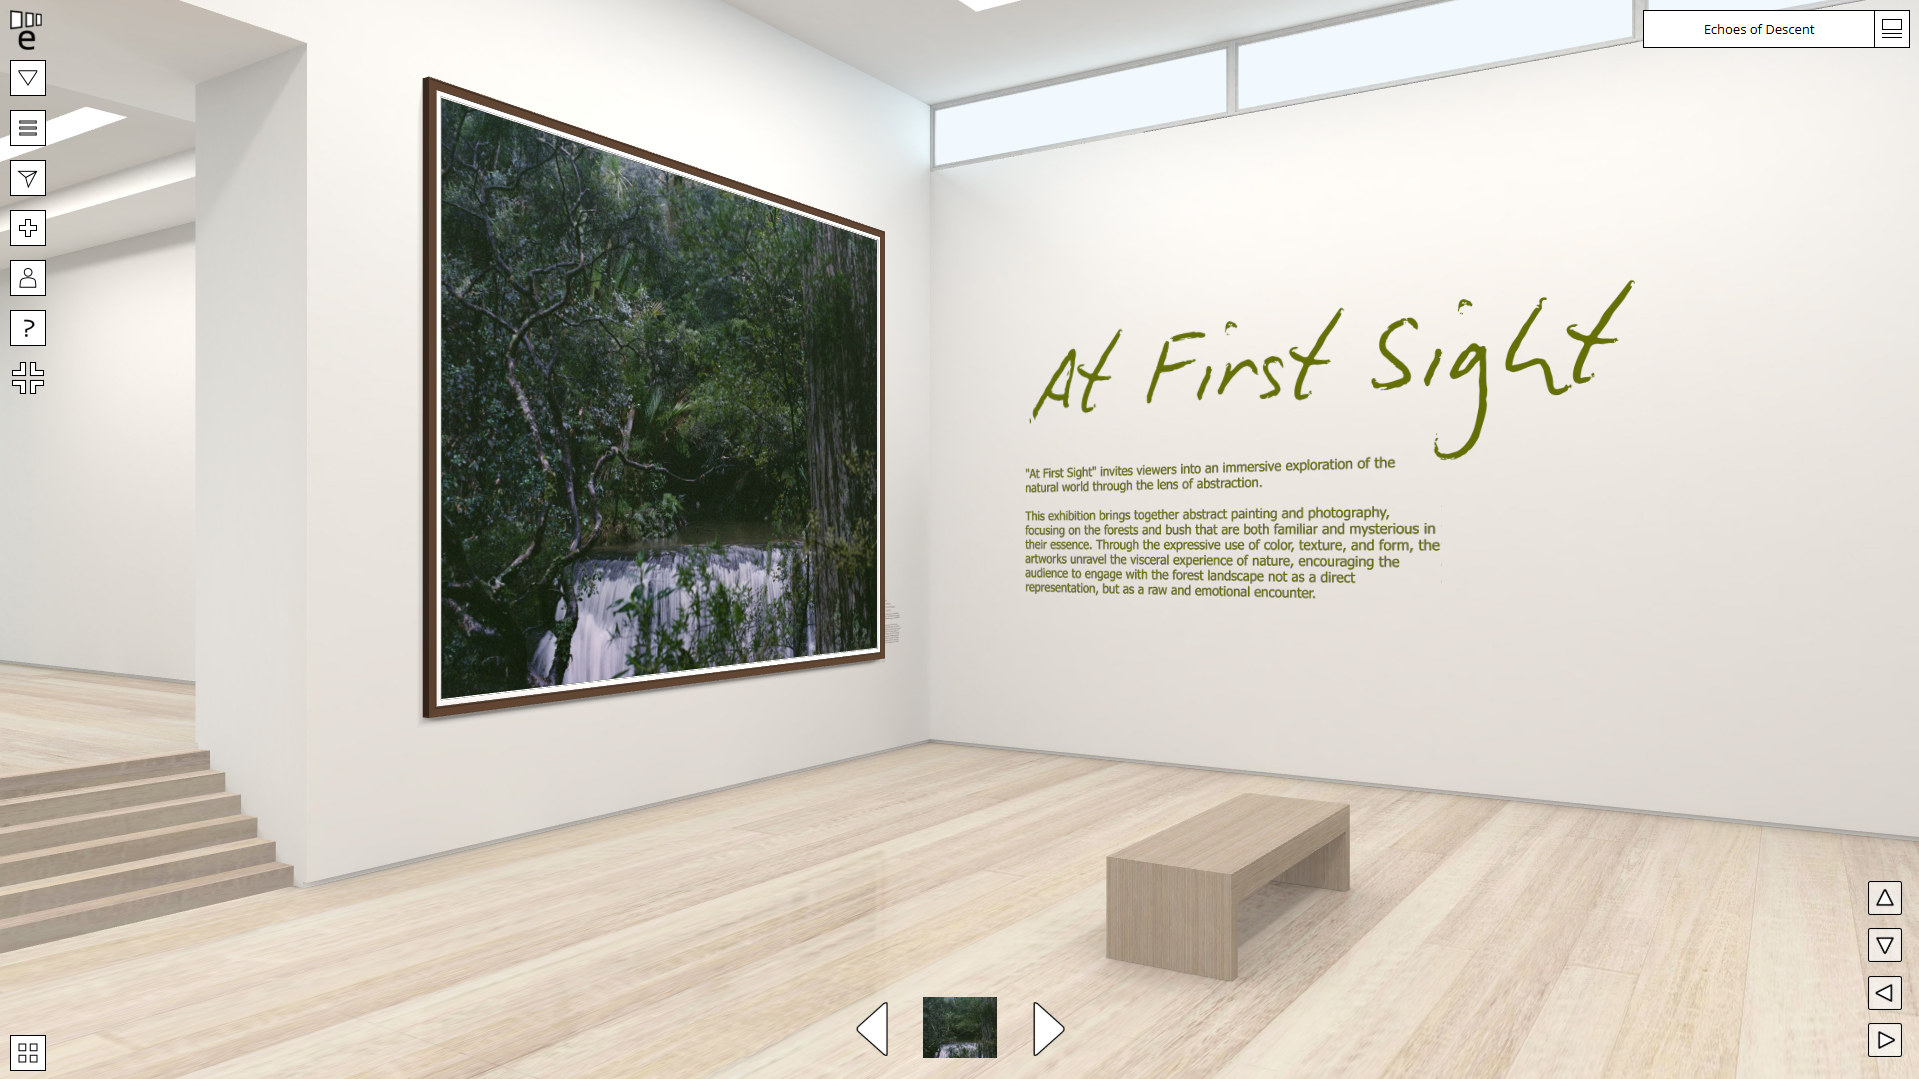 e
Echoes of Descent
?
At First Sight
"At First Sight" invites viewers into an immersive exploration of the
natural world through the lens of abstraction.
This exhibition brings together abstract painting and photography,
focusing on the forests and bush that are both familiar and mysterious in
their essence. Through the expressive use of color, texture, and form, the
artworks unravel the visceral experience of nature, encouraging the
audience to engage with the forest landscape not as a direct
representation, but as a raw and emotional encounter.